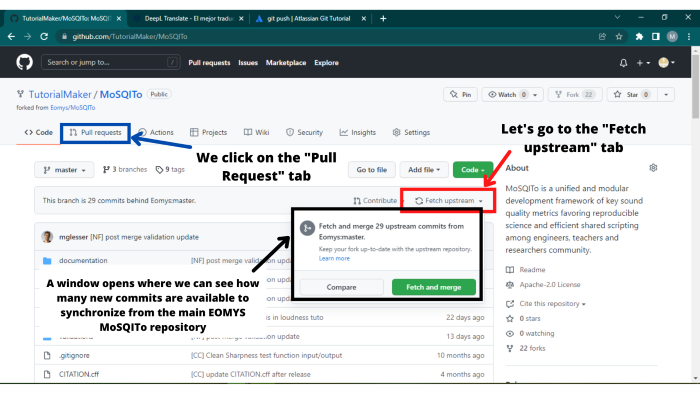 TutorialMaker/MoSQITo: MoSQI
DeepL Translate - El mejor tradu
git push | Atlassian Git Tutorial
github.com/TutorialMaker/MoSQITo
Search or jump to...
Pull requests Issues Marketplace Explore
TutorialMaker / MoSQITo Public
forked from Eomys/MoSQITo
Pin
Watch 0
Fork 22
Star 0
Code
Pull requests
Actions
Projects
Wiki
Security
Insights
Settings
Let's go to the "Fetch
upstream" tab
We click on the "Pull
Request" tab
master
3 branches
9 tags
Go to file
Add file
Code
This branch is 29 commits behind Eomys:master.
Contribute
Fetch upstream
Fetch and merge 29 upstream commits from
Eomys:master.
Keep your fork up-to-date with the upstream repository.
Learn more
Compare
Fetch and merge
mglesser [NF] post merge validation update
documentation
[NF] post merge validation upda
A window opens where we can see how
many new commits are available to
synchronize from the main EOMYS
MoSQITo repository
on upda
on upda
s in loudness tuto
22 days ago
validations
[NF] post merge validation update
13 days ago
.gitignore
[CC] Clean Sharpness test function input/output
10 months ago
CITATION.cff
[CC] update CITATION.cff after release
4 months ago
About
MoSQITo is a unified and modular
development framework of key sound
quality metrics favoring reproducible
science and efficient shared scripting
among engineers, teachers and
researchers community.
Readme
Apache-2.0 License
Cite this repository
0 stars
0 watching
22 forks